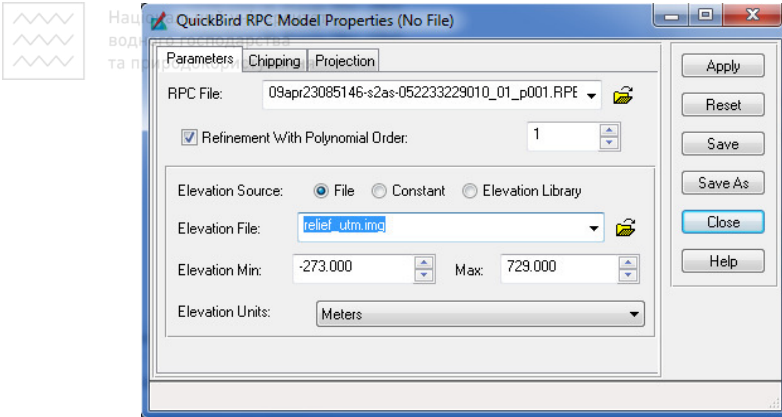 QuickBird RPC Model Properties (No File)
водного господарства
Parameters Chipping Projection
RPC File: 09apr23085146-s2as-052233229010_01_p001.RPE
Refinement With Polynomial Order: 1
Elevation Source: File Constant Elevation Library
Elevation File: relief_utm.img
Elevation Min: -273.000 Max: 729.000
Elevation Units: Meters
Apply
Reset
Save
Save As
Close
Help